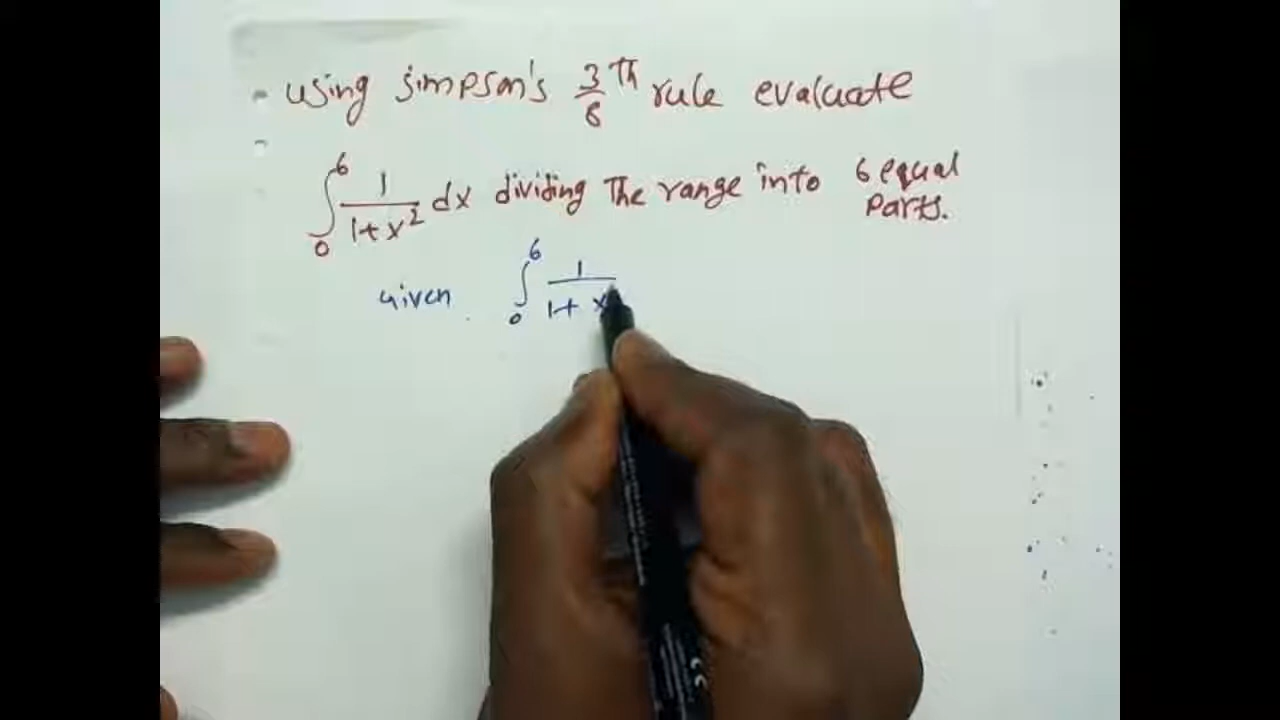 using simpson's 3/8 th rule evaluate
∫₀⁶ 1/(1+x²) dx dividing the range into 6 equal parts.
Given ∫₀⁶ 1/(1+x